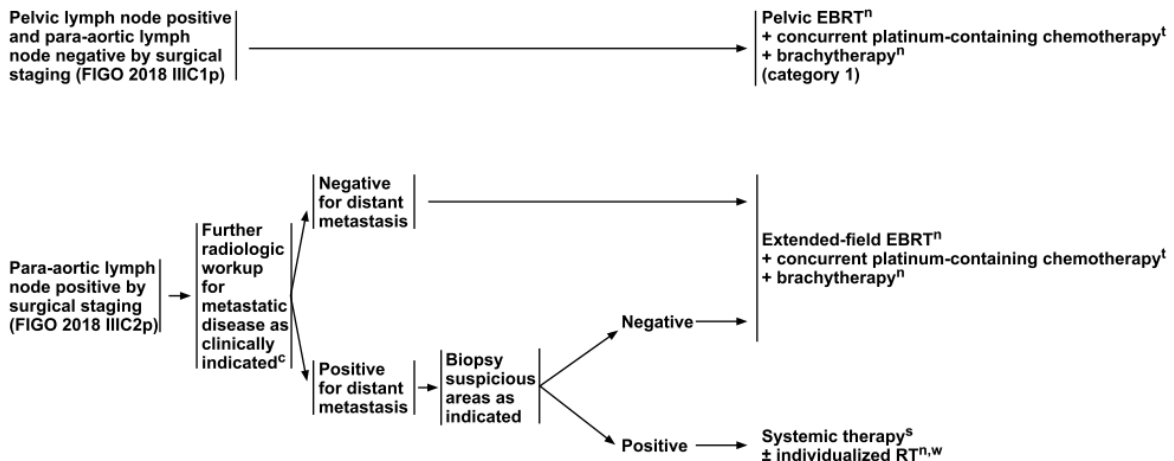 Pelvic lymph node positive
and para-aortic lymph
node negative by surgical
staging (FIGO 2018 IIIC1p)
Pelvic EBRTⁿ
+ concurrent platinum-containing chemotherapyᵗ
+ brachytherapyⁿ
(category 1)
Para-aortic lymph
node positive by
surgical staging
(FIGO 2018 IIIC2p)
Further
radiologic
workup
for
metastatic
disease as
clinically
indicatedᶜ
Negative
for distant
metastasis
Positive
for distant
metastasis
Biopsy
suspicious
areas as
indicated
Negative
Positive
Extended-field EBRTⁿ
+ concurrent platinum-containing chemotherapyᵗ
+ brachytherapyⁿ
Systemic therapyˢ
± individualized RTⁿ,ʷ